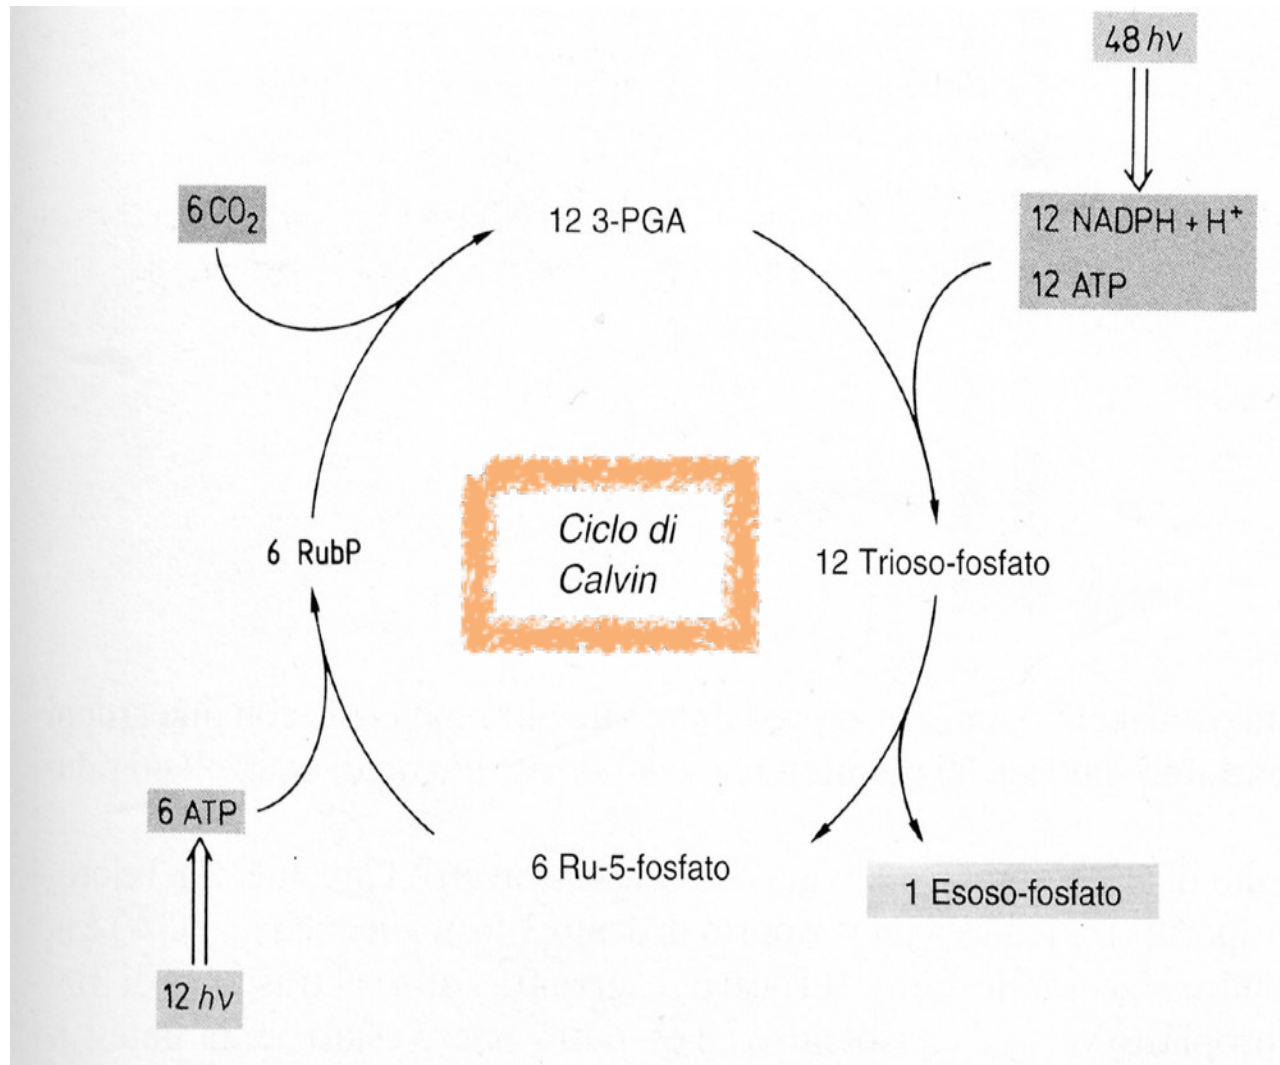 48 hν
6 CO₂
12 3-PGA
12 NADPH + H⁺
12 ATP
Ciclo di
Calvin
6 RubP
12 Trioso-fosfato
6 ATP
6 Ru-5-fosfato
1 Esoso-fosfato
12 hν